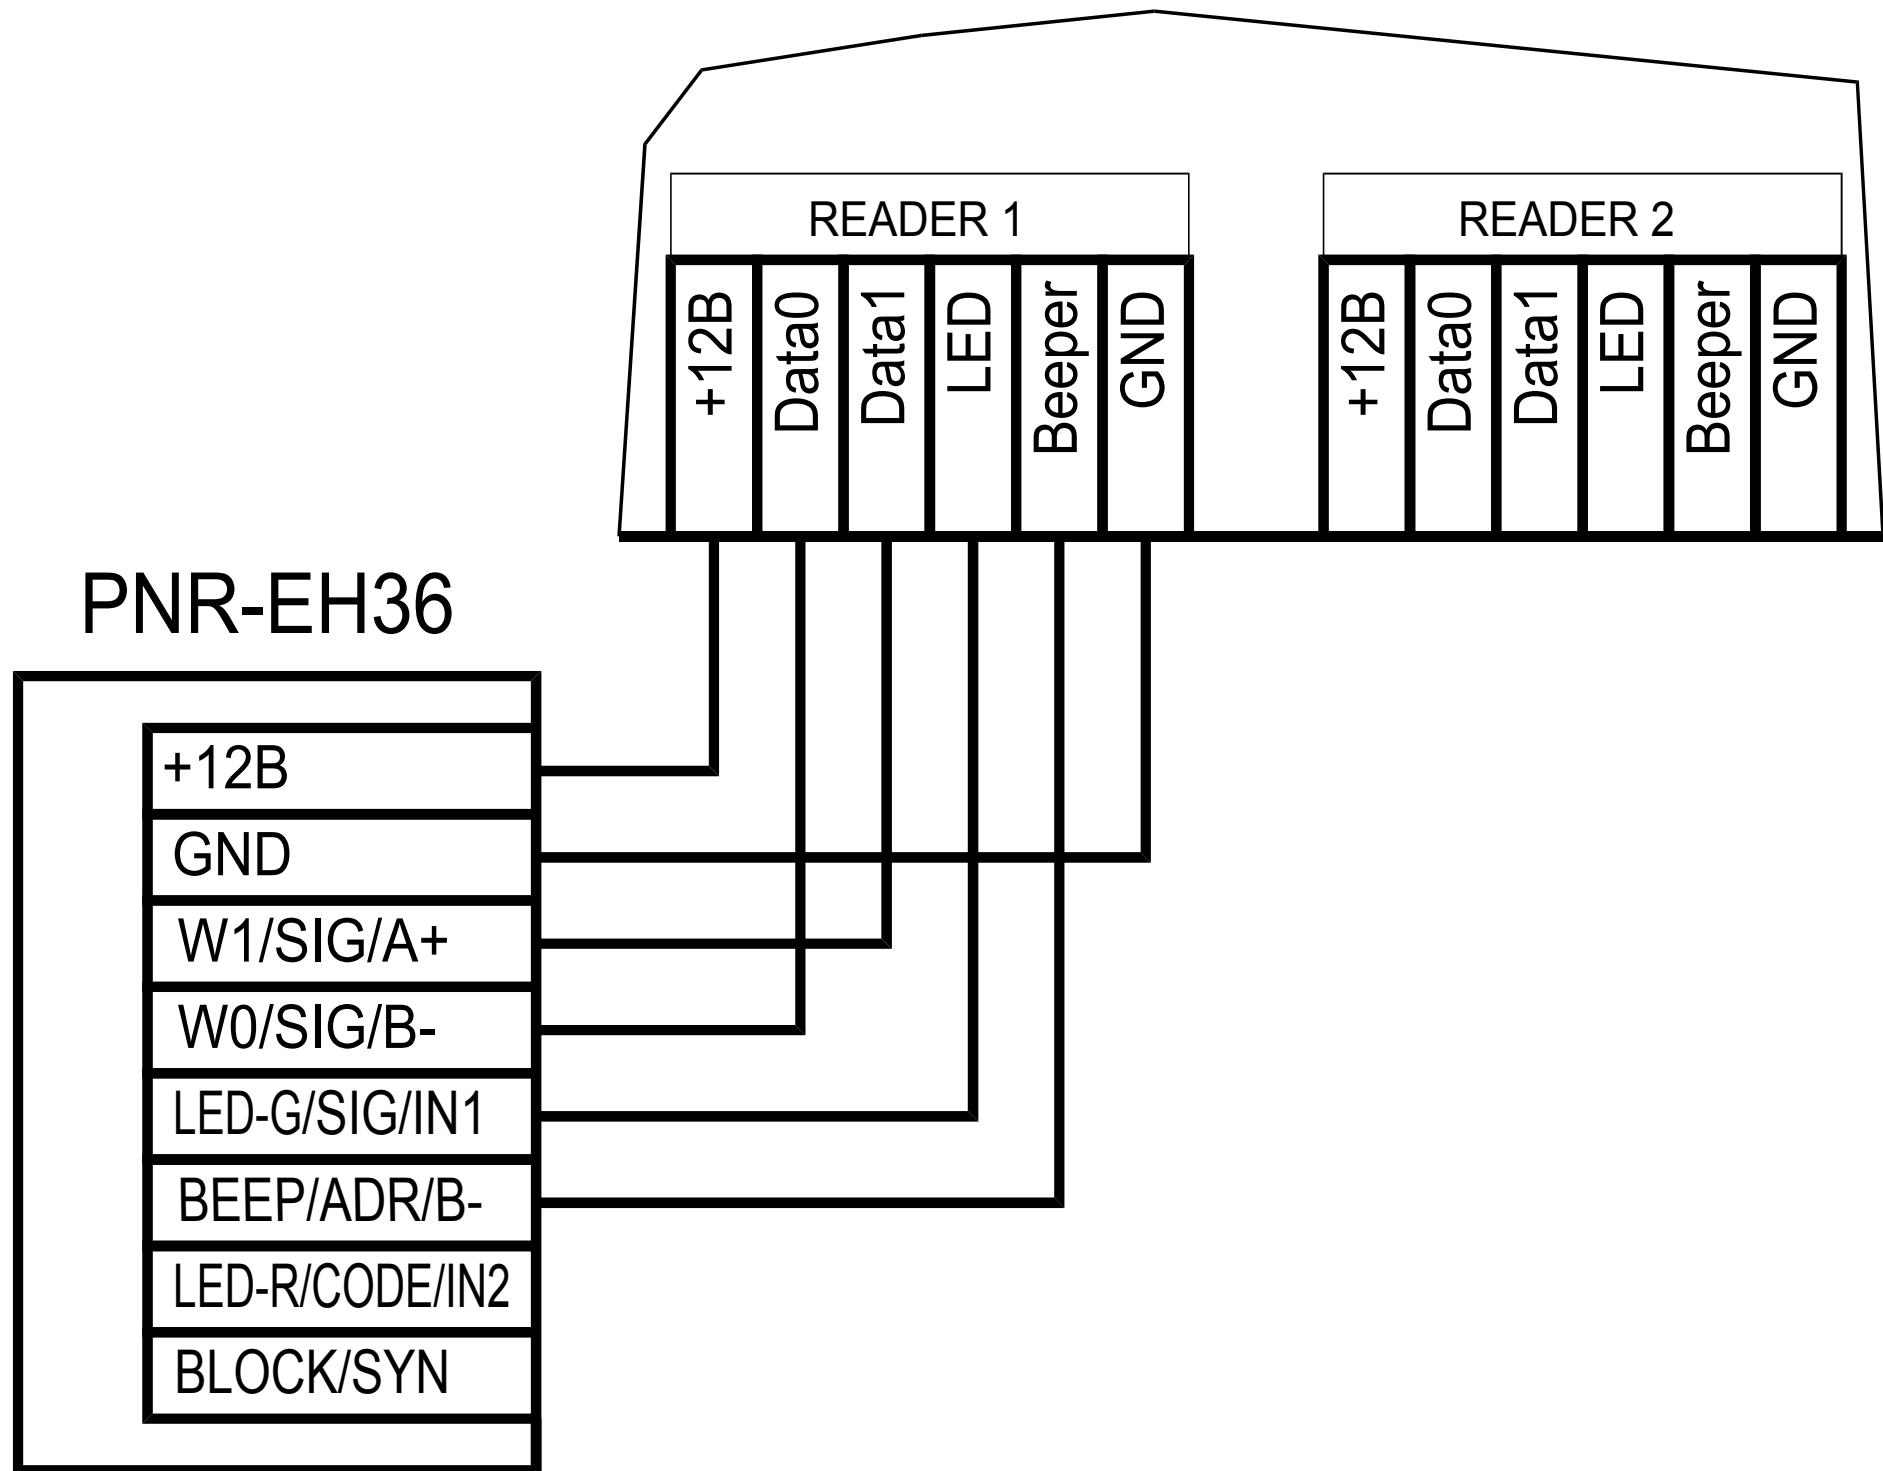 READER 1
READER 2
+12B
Data0
Data1
LED
Beeper
GND
+12B
Data0
Data1
LED
Beeper
GND
PNR-EH36
+12B
GND
W1/SIG/A+
W0/SIG/B-
LED-G/SIG/IN1
BEEP/ADR/B-
LED-R/CODE/IN2
BLOCK/SYN